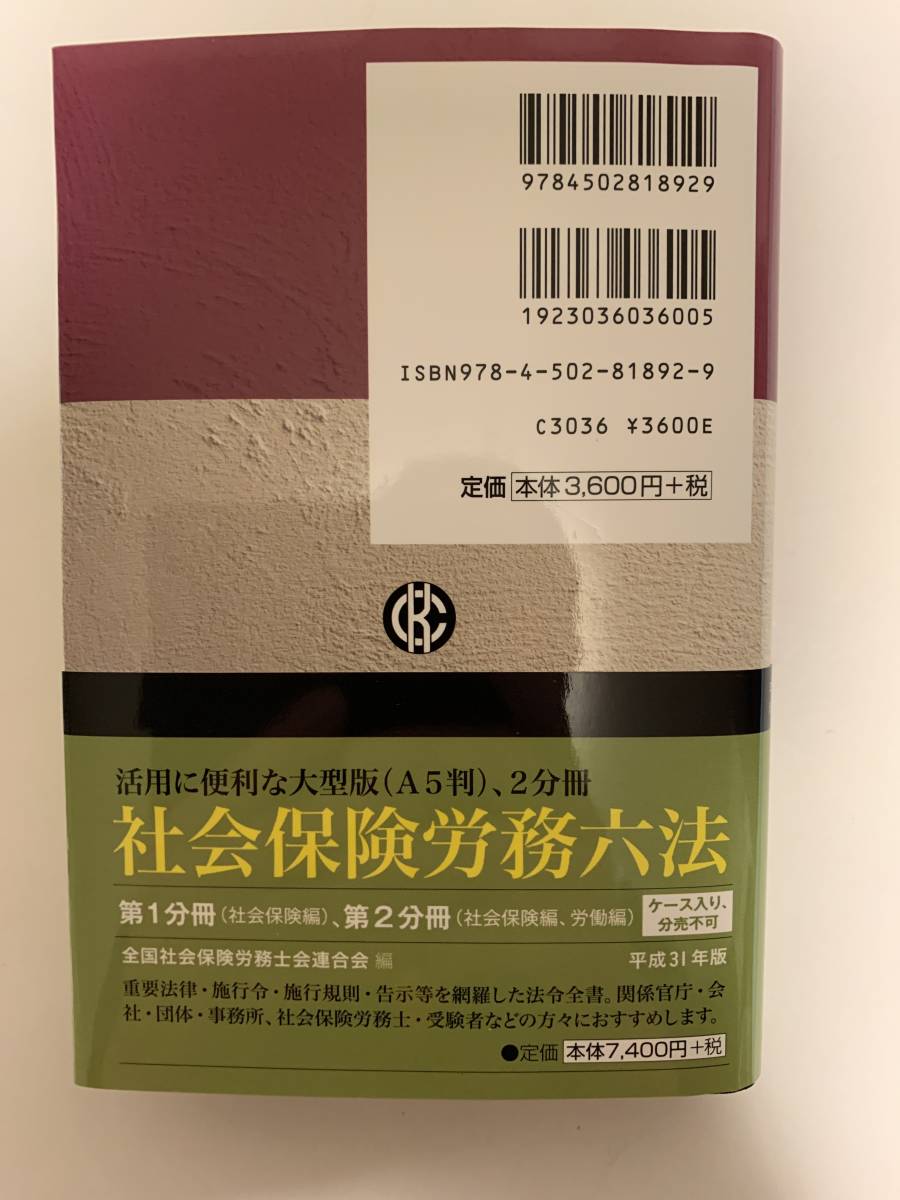 9784502818929
1923036036005
ISBN978-4-502-81892-9
C3036 ¥3600E
定価 本体3,600円+税
活用に便利な大型版(A5判)、2分冊
社会保険労務六法
第1分冊(社会保険編)、第2分冊(社会保険編、労働編) ケース入り、分売不可
全国社会保険労務士会連合会 編 平成31年版
重要法律・施行令・施行規則・告示等を網羅した法令全書。関係官庁・会
社・団体・事務所、社会保険労務士・受験者などの方々におすすめします。
●定価 本体7,400円+税